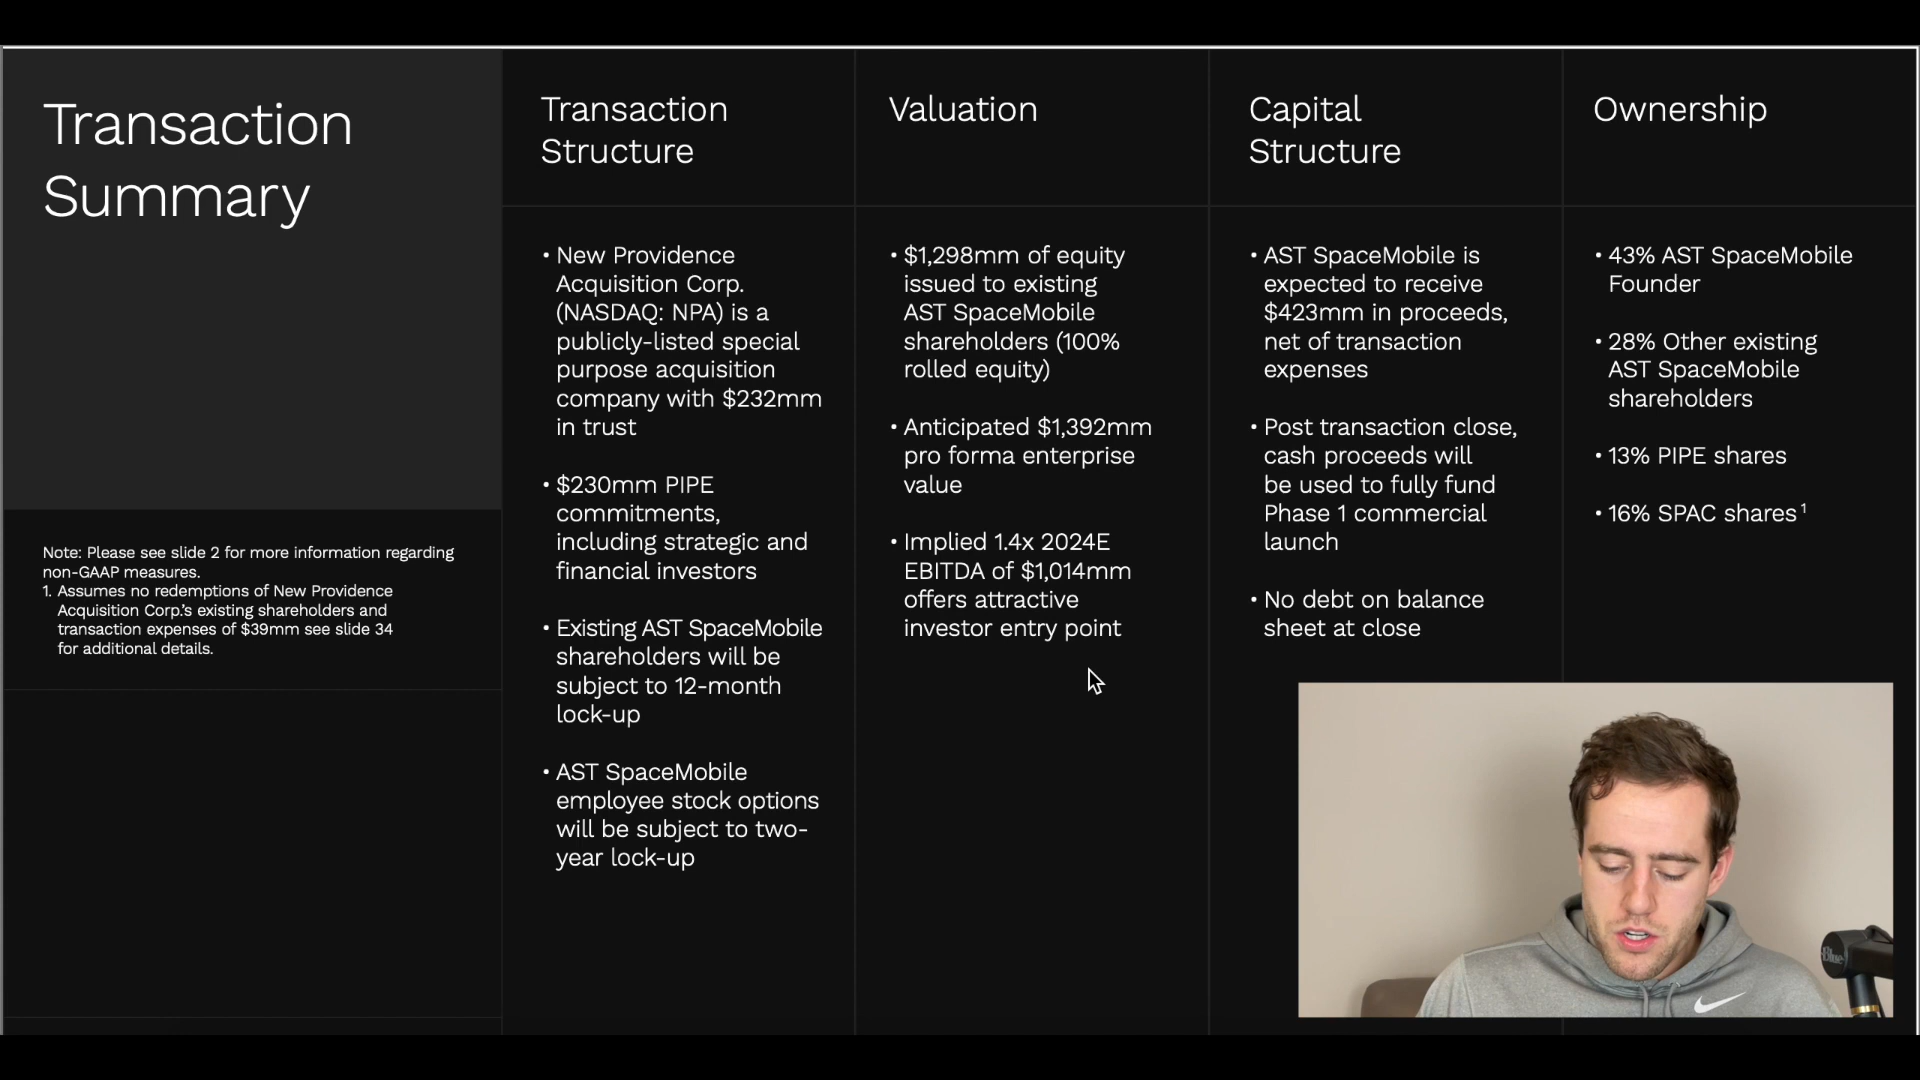 Transaction
Summary
Note: Please see slide 2 for more information regarding
non-GAAP measures.
1. Assumes no redemptions of New Providence
Acquisition Corp.'s existing shareholders and
transaction expenses of $39mm see slide 34
for additional details.
Transaction
Structure
• New Providence
Acquisition Corp.
(NASDAQ: NPA) is a
publicly-listed special
purpose acquisition
company with $232mm
in trust
• $230mm PIPE
commitments,
including strategic and
financial investors
• Existing AST SpaceMobile
shareholders will be
subject to 12-month
lock-up
• AST SpaceMobile
employee stock options
will be subject to two-
year lock-up
Valuation
• $1,298mm of equity
issued to existing
AST SpaceMobile
shareholders (100%
rolled equity)
• Anticipated $1,392mm
pro forma enterprise
value
• Implied 1.4x 2024E
EBITDA of $1,014mm
offers attractive
investor entry point
Capital
Structure
• AST SpaceMobile is
expected to receive
$423mm in proceeds,
net of transaction
expenses
• Post transaction close,
cash proceeds will
be used to fully fund
Phase 1 commercial
launch
• No debt on balance
sheet at close
Ownership
• 43% AST SpaceMobile
Founder
• 28% Other existing
AST SpaceMobile
shareholders
• 13% PIPE shares
• 16% SPAC shares¹
Blue